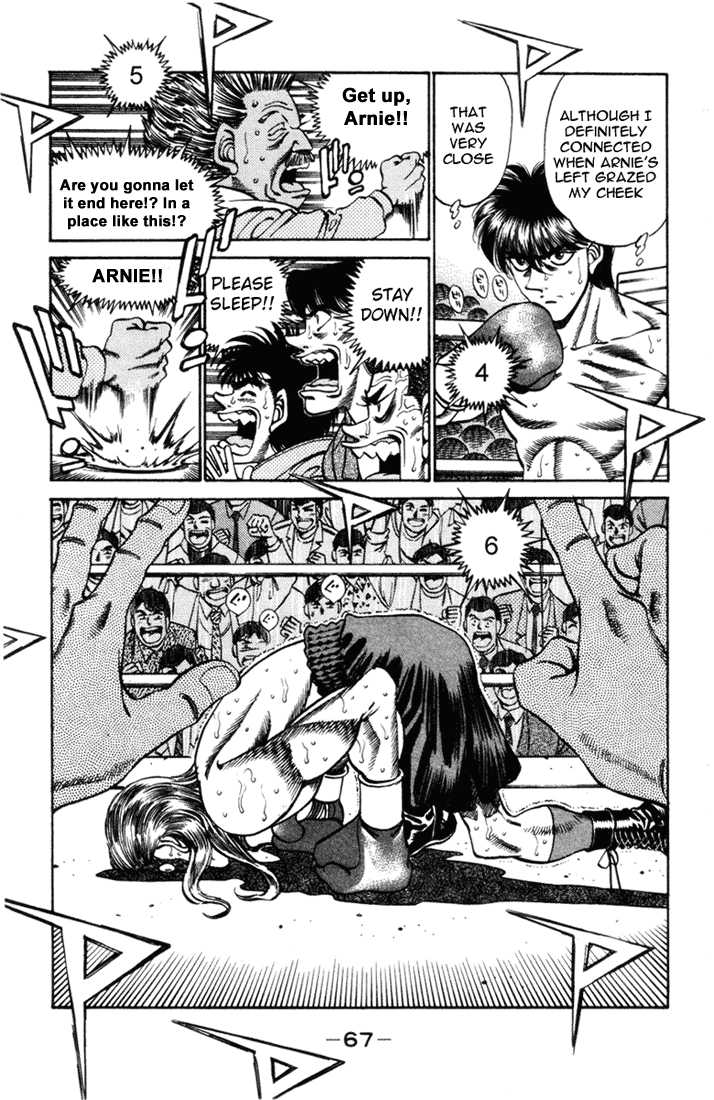 ALTHOUGH I
DEFINITELY
CONNECTED
WHEN ARNIE'S
LEFT GRAZED
MY CHEEK
THAT
WAS
VERY
CLOSE
4
Get up,
Arnie!!
5
Are you gonna let
it end here!? In a
place like this!?
STAY
DOWN!!
PLEASE
SLEEP!!
ARNIE!!
6
-67-